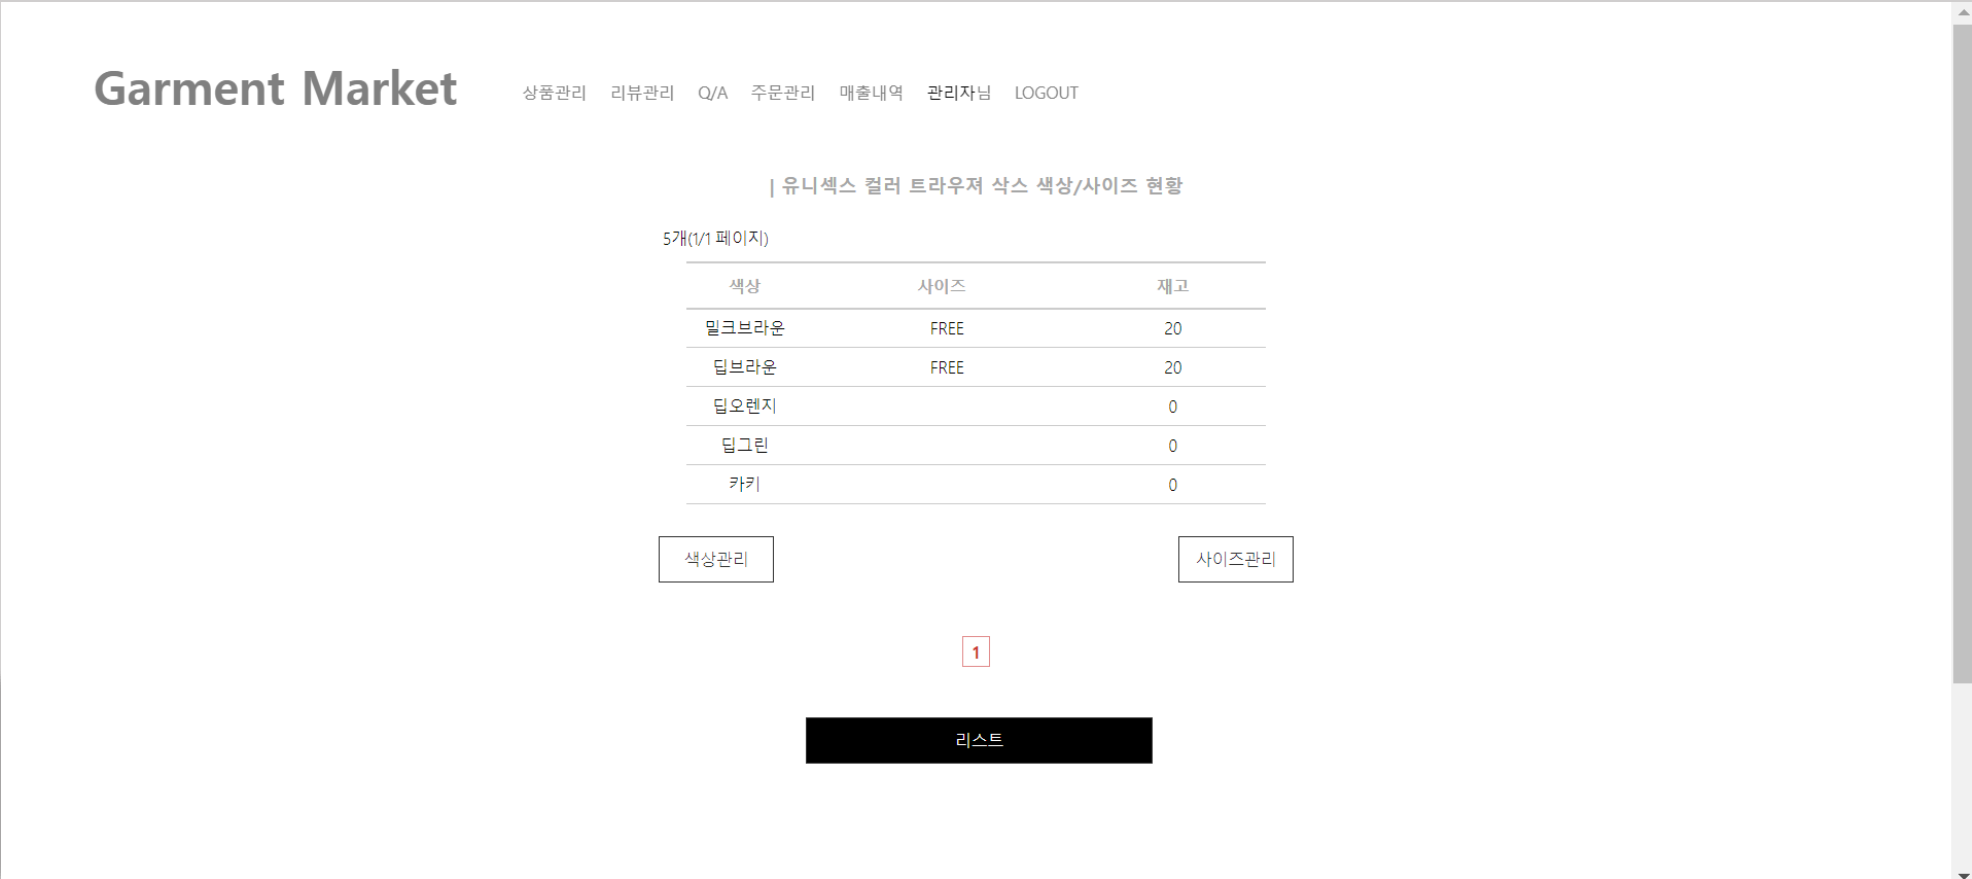 Garment Market 상품관리 리뷰관리 Q/A 주문관리 매출내역 관리자님 LOGOUT
| 유니섹스 컬러 트라우져 삭스 색상/사이즈 현황
5개(1/1 페이지)
색상 사이즈 재고
밀크브라운 FREE 20
딥브라운 FREE 20
딥오렌지 0
딥그린 0
카키 0
색상관리 사이즈관리
1
리스트